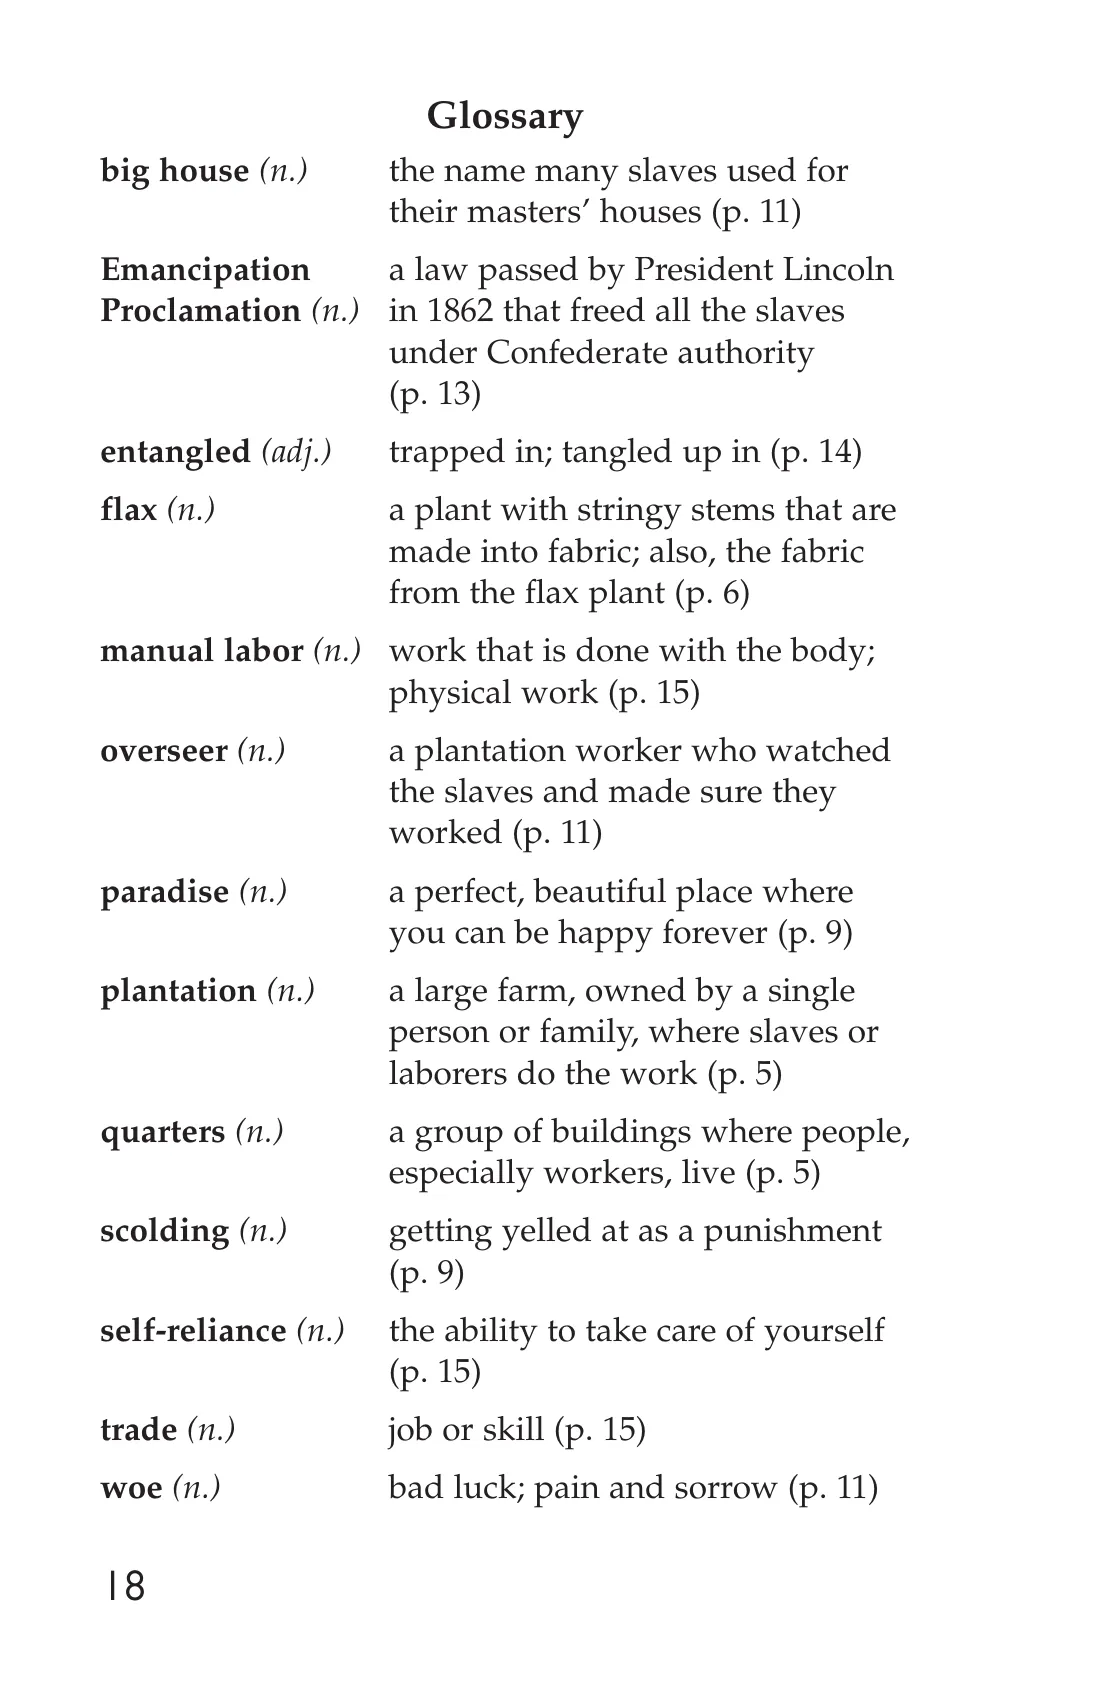 Glossary
big house (n.) the name many slaves used for
their masters’ houses (p. 11)
Emancipation a law passed by President Lincoln
Proclamation (n.) in 1862 that freed all the slaves
under Confederate authority
(p. 13)
entangled (adj.) trapped in; tangled up in (p. 14)
flax (n.) a plant with stringy stems that are
made into fabric; also, the fabric
from the flax plant (p. 6)
manual labor (n.) work that is done with the body;
physical work (p. 15)
overseer (n.) a plantation worker who watched
the slaves and made sure they
worked (p. 11)
paradise (n.) a perfect, beautiful place where
you can be happy forever (p. 9)
plantation (n.) a large farm, owned by a single
person or family, where slaves or
laborers do the work (p. 5)
quarters (n.) a group of buildings where people,
especially workers, live (p. 5)
scolding (n.) getting yelled at as a punishment
(p. 9)
self-reliance (n.) the ability to take care of yourself
(p. 15)
trade (n.) job or skill (p. 15)
woe (n.) bad luck; pain and sorrow (p. 11)
18